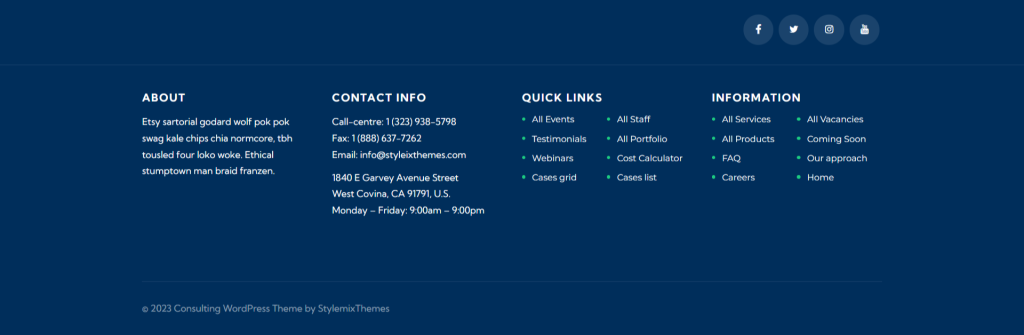 ABOUT
Etsy sartorial godard wolf pok pok
swag kale chips chia normcore, tbh
tousled four loko woke. Ethical
stumptown man braid franzen.
CONTACT INFO
Call-centre: 1 (323) 938-5798
Fax: 1 (888) 637-7262
Email: info@styleixthemes.com
1840 E Garvey Avenue Street
West Covina, CA 91791, U.S.
Monday – Friday: 9:00am – 9:00pm
QUICK LINKS
All Events
Testimonials
Webinars
Cases grid
All Staff
All Portfolio
Cost Calculator
Cases list
INFORMATION
All Services
All Products
FAQ
Careers
All Vacancies
Coming Soon
Our approach
Home
© 2023 Consulting WordPress Theme by StylemixThemes